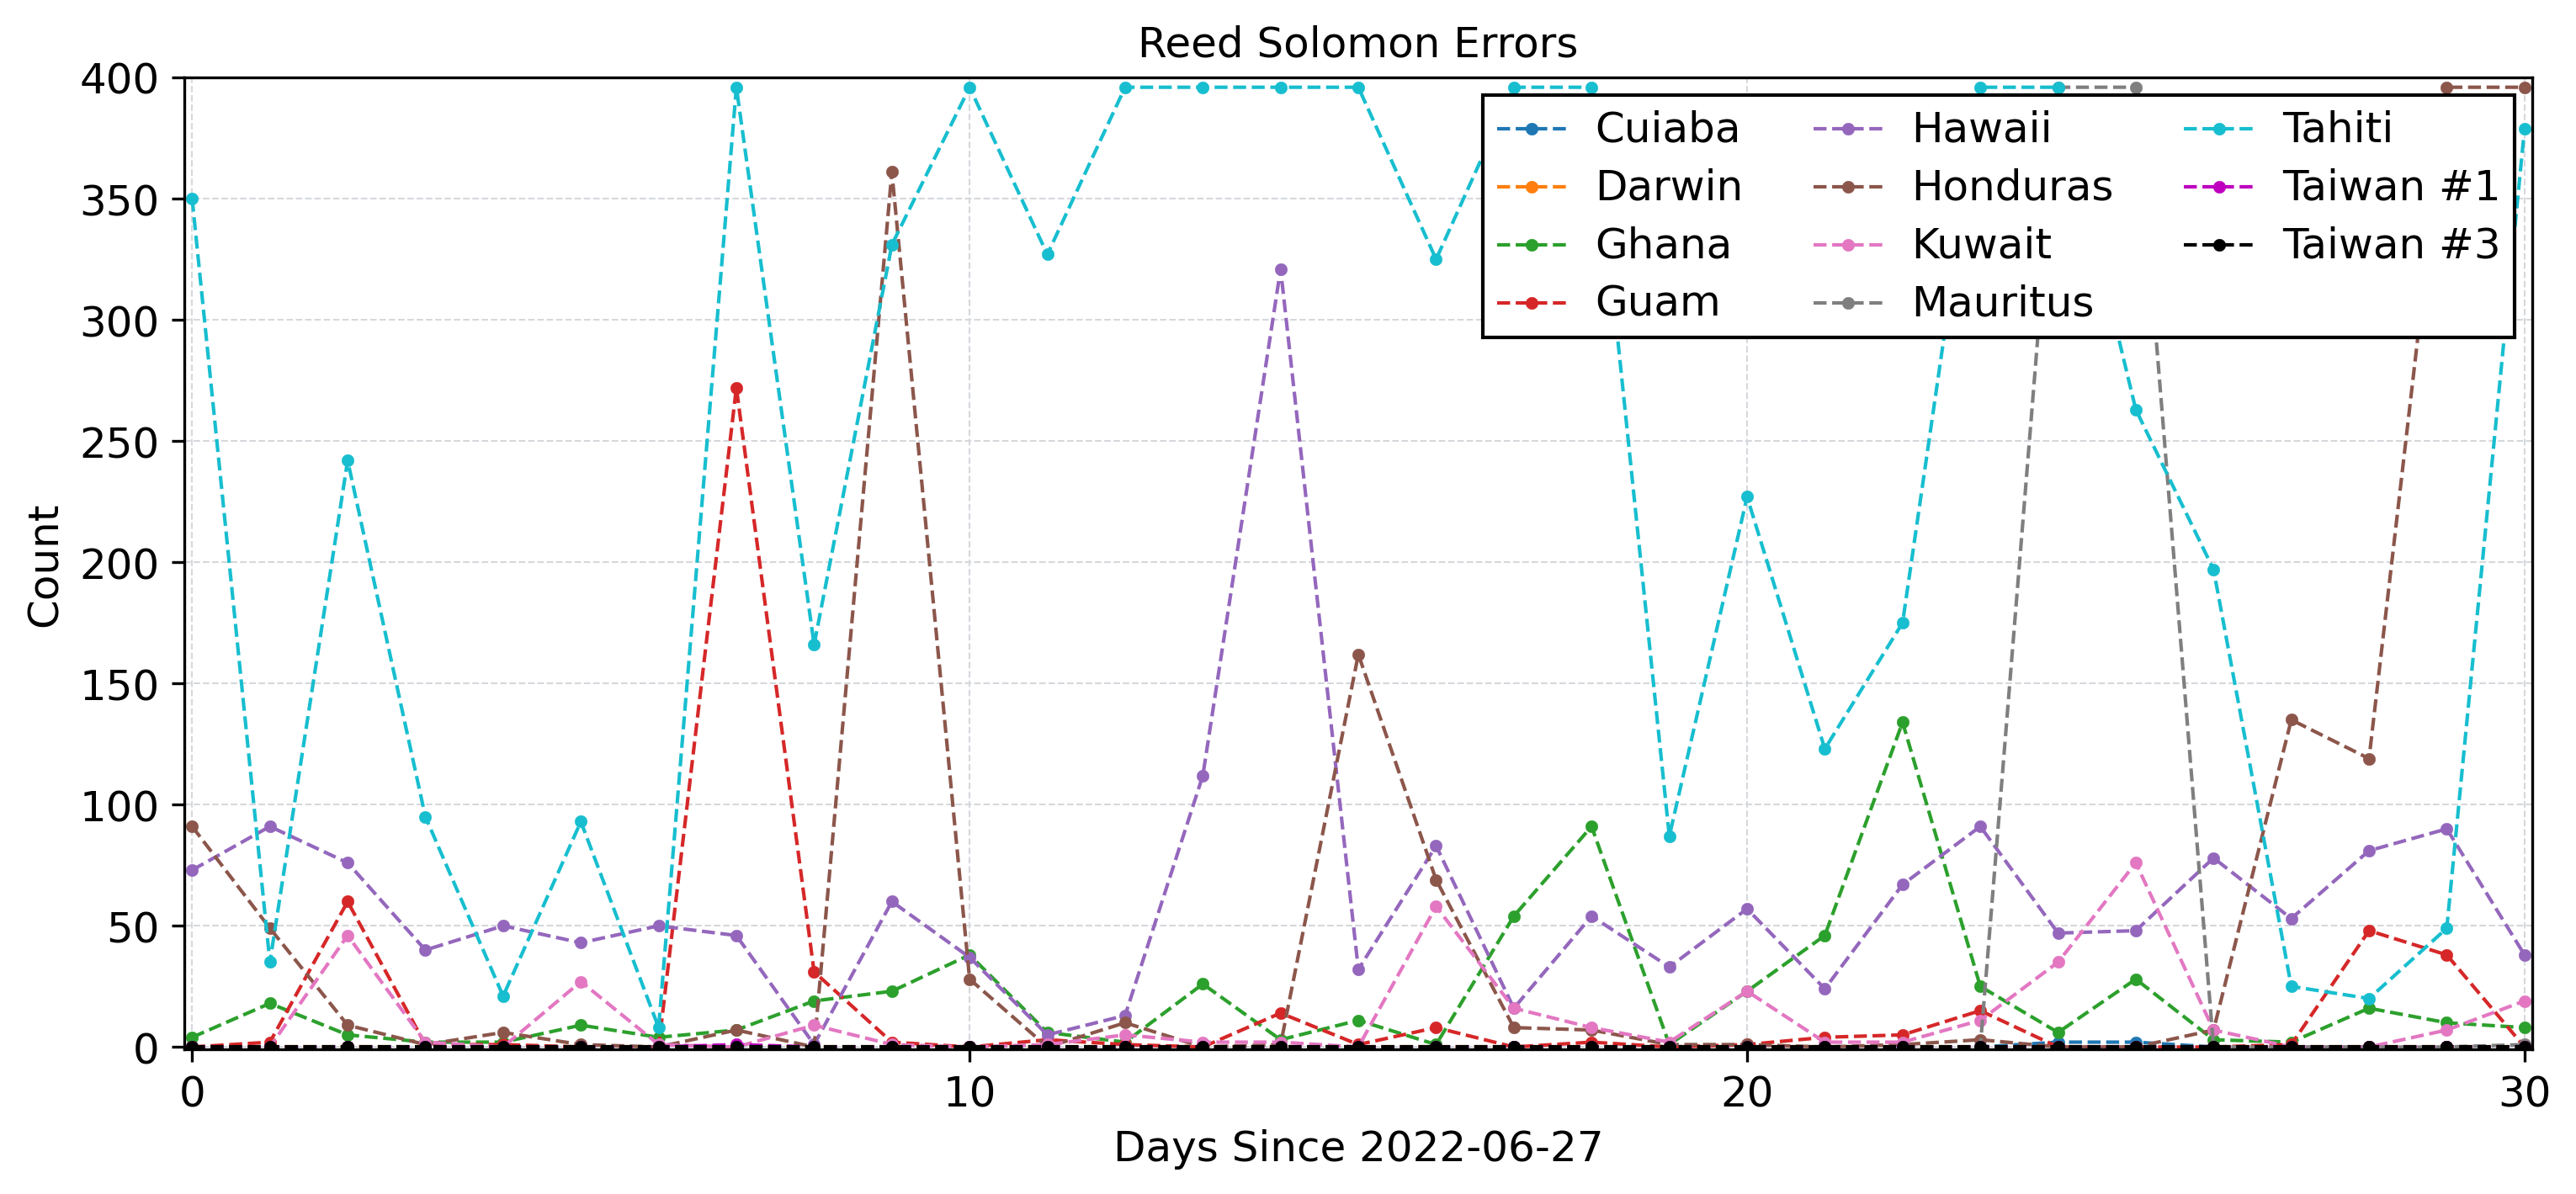 Reed Solomon Errors
400
350
300
250
200
150
100
50
0
Count
Cuiaba
Darwin
Ghana
Guam
Hawaii
Honduras
Kuwait
Mauritus
Tahiti
Taiwan #1
Taiwan #3
0 10 20 30
Days Since 2022-06-27